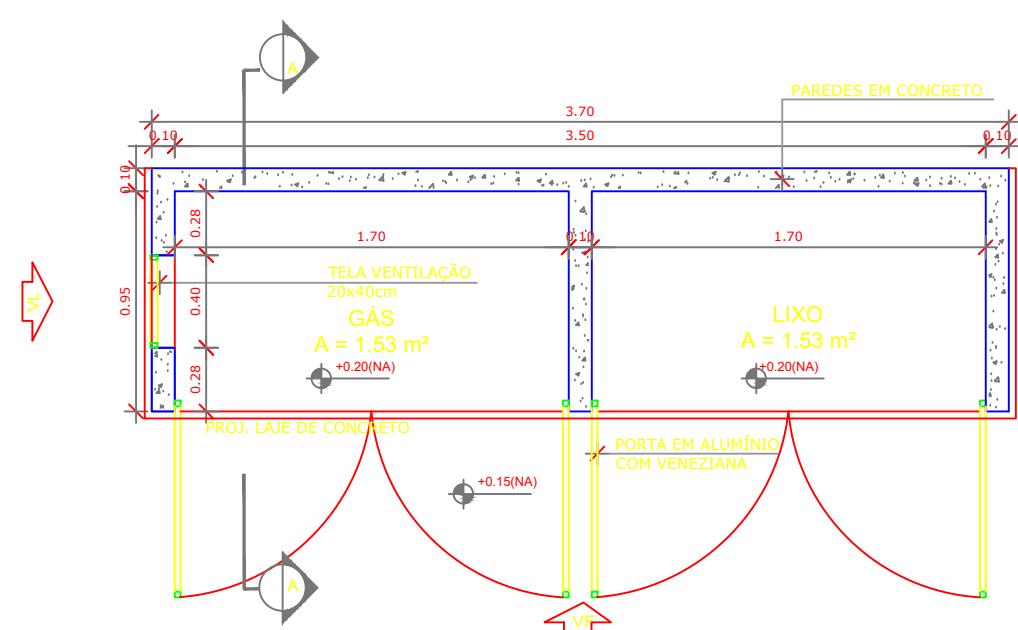 A
PAREDES EM CONCRETO
3.70
0.10
3.50
0.10
0.10
0.28
1.70
0.10
1.70
TELA VENTILAÇÃO
20x40cm
VL
0.95
0.40
GÁS
A = 1.53 m²
LIXO
A = 1.53 m²
+0.20(NA)
+0.20(NA)
0.28
PROJ. LAJE DE CONCRETO
PORTA EM ALUMÍNIO
COM VENEZIANA
+0.15(NA)
A
VF